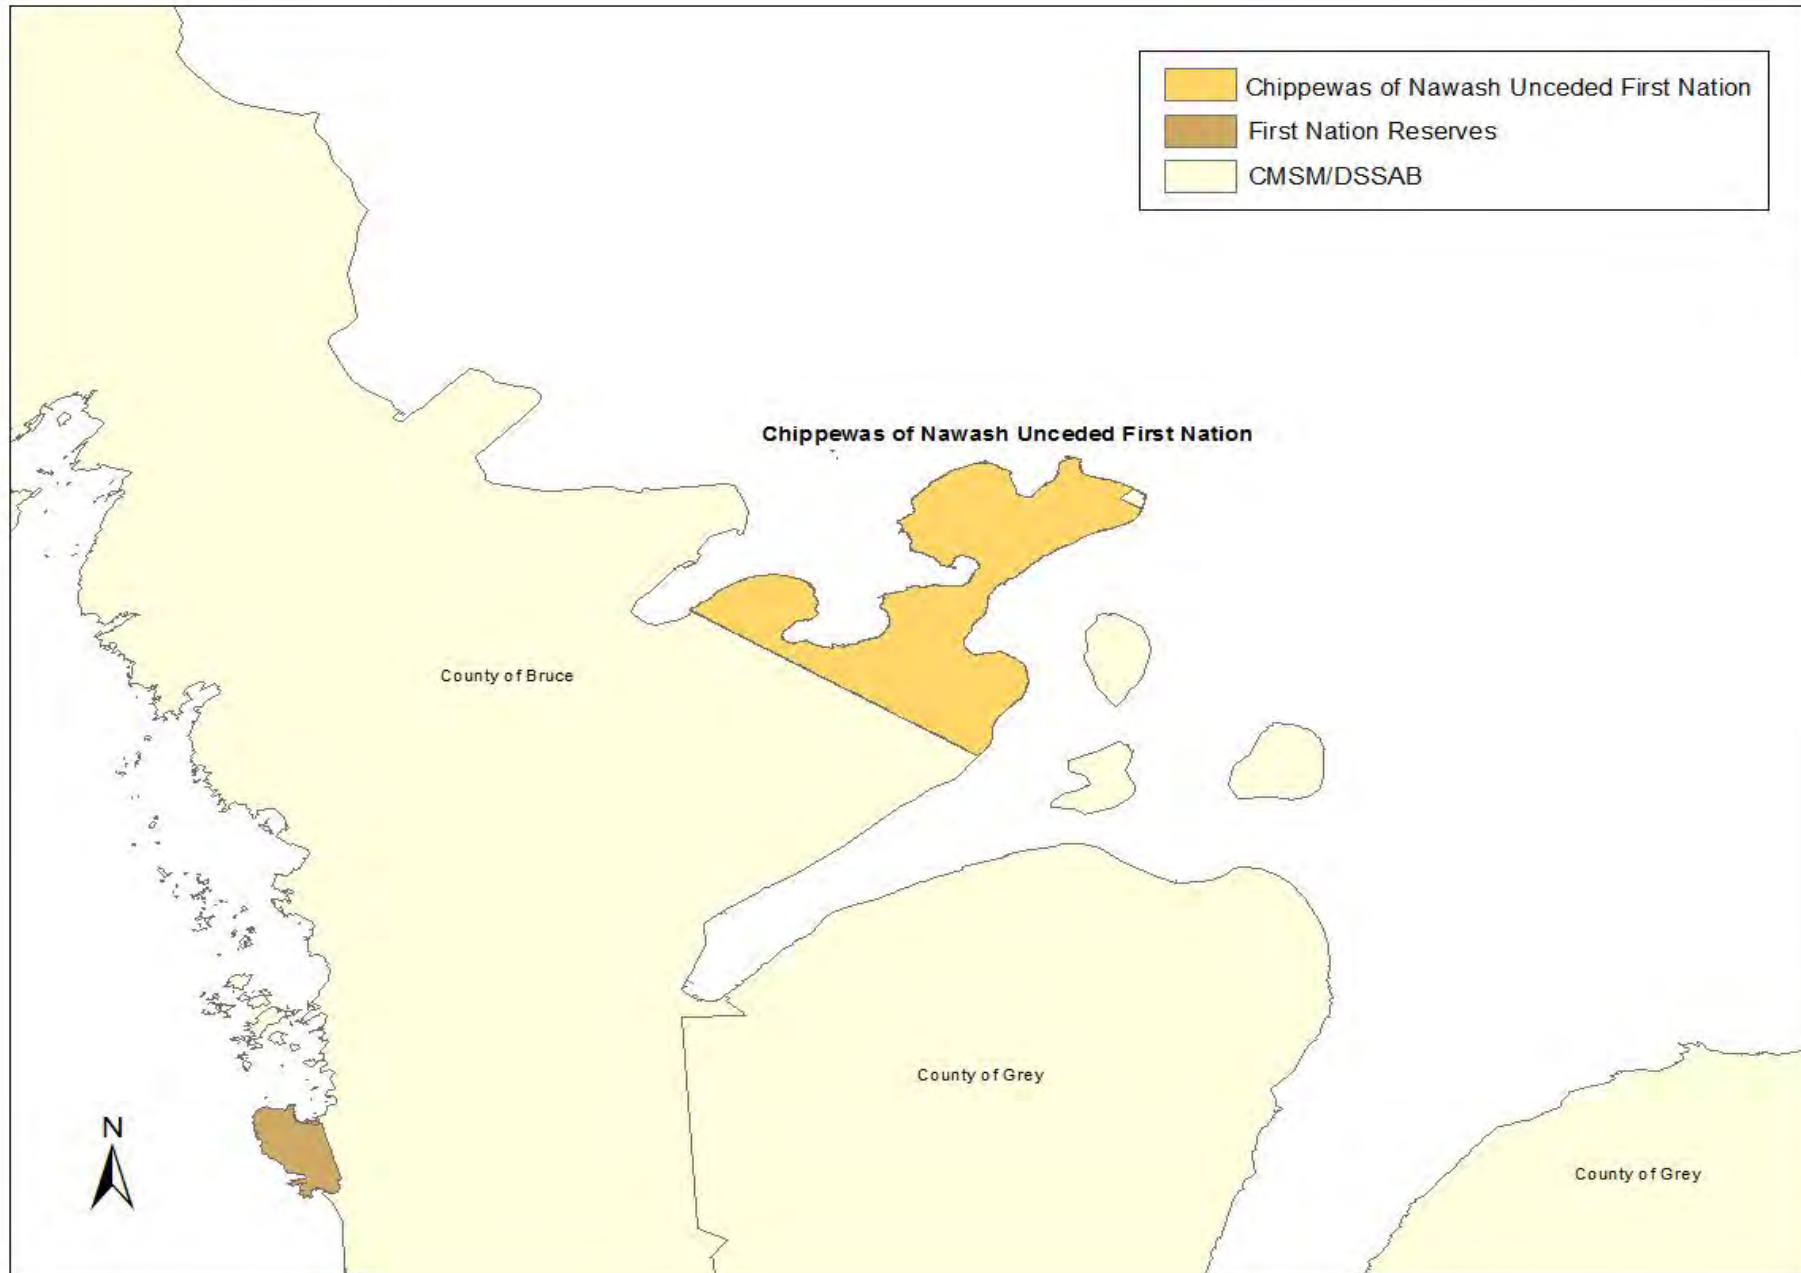 Chippewas of Nawash Unceded First Nation
First Nation Reserves
CMSM/DSSAB
Chippewas of Nawash Unceded First Nation
County of Bruce
County of Grey
N
County of Grey